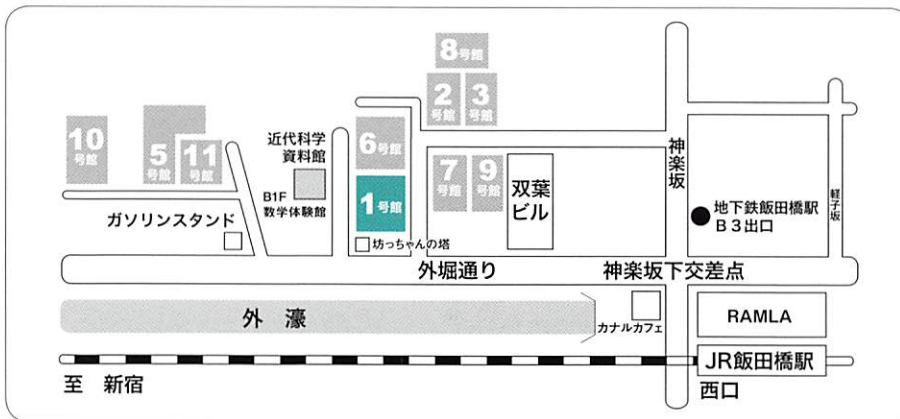 8号館
2号館
3号館
10号館
5号館
11号館
近代科学
資料館
B1F
数学体験館
6号館
1号館
7号館
9号館
双葉
ビル
神楽坂
軽子坂
地下鉄飯田橋駅
B3出口
ガソリンスタンド
坊っちゃんの塔
外堀通り
神楽坂下交差点
外濠
カナルカフェ
RAMLA
JR飯田橋駅
至 新宿
西口